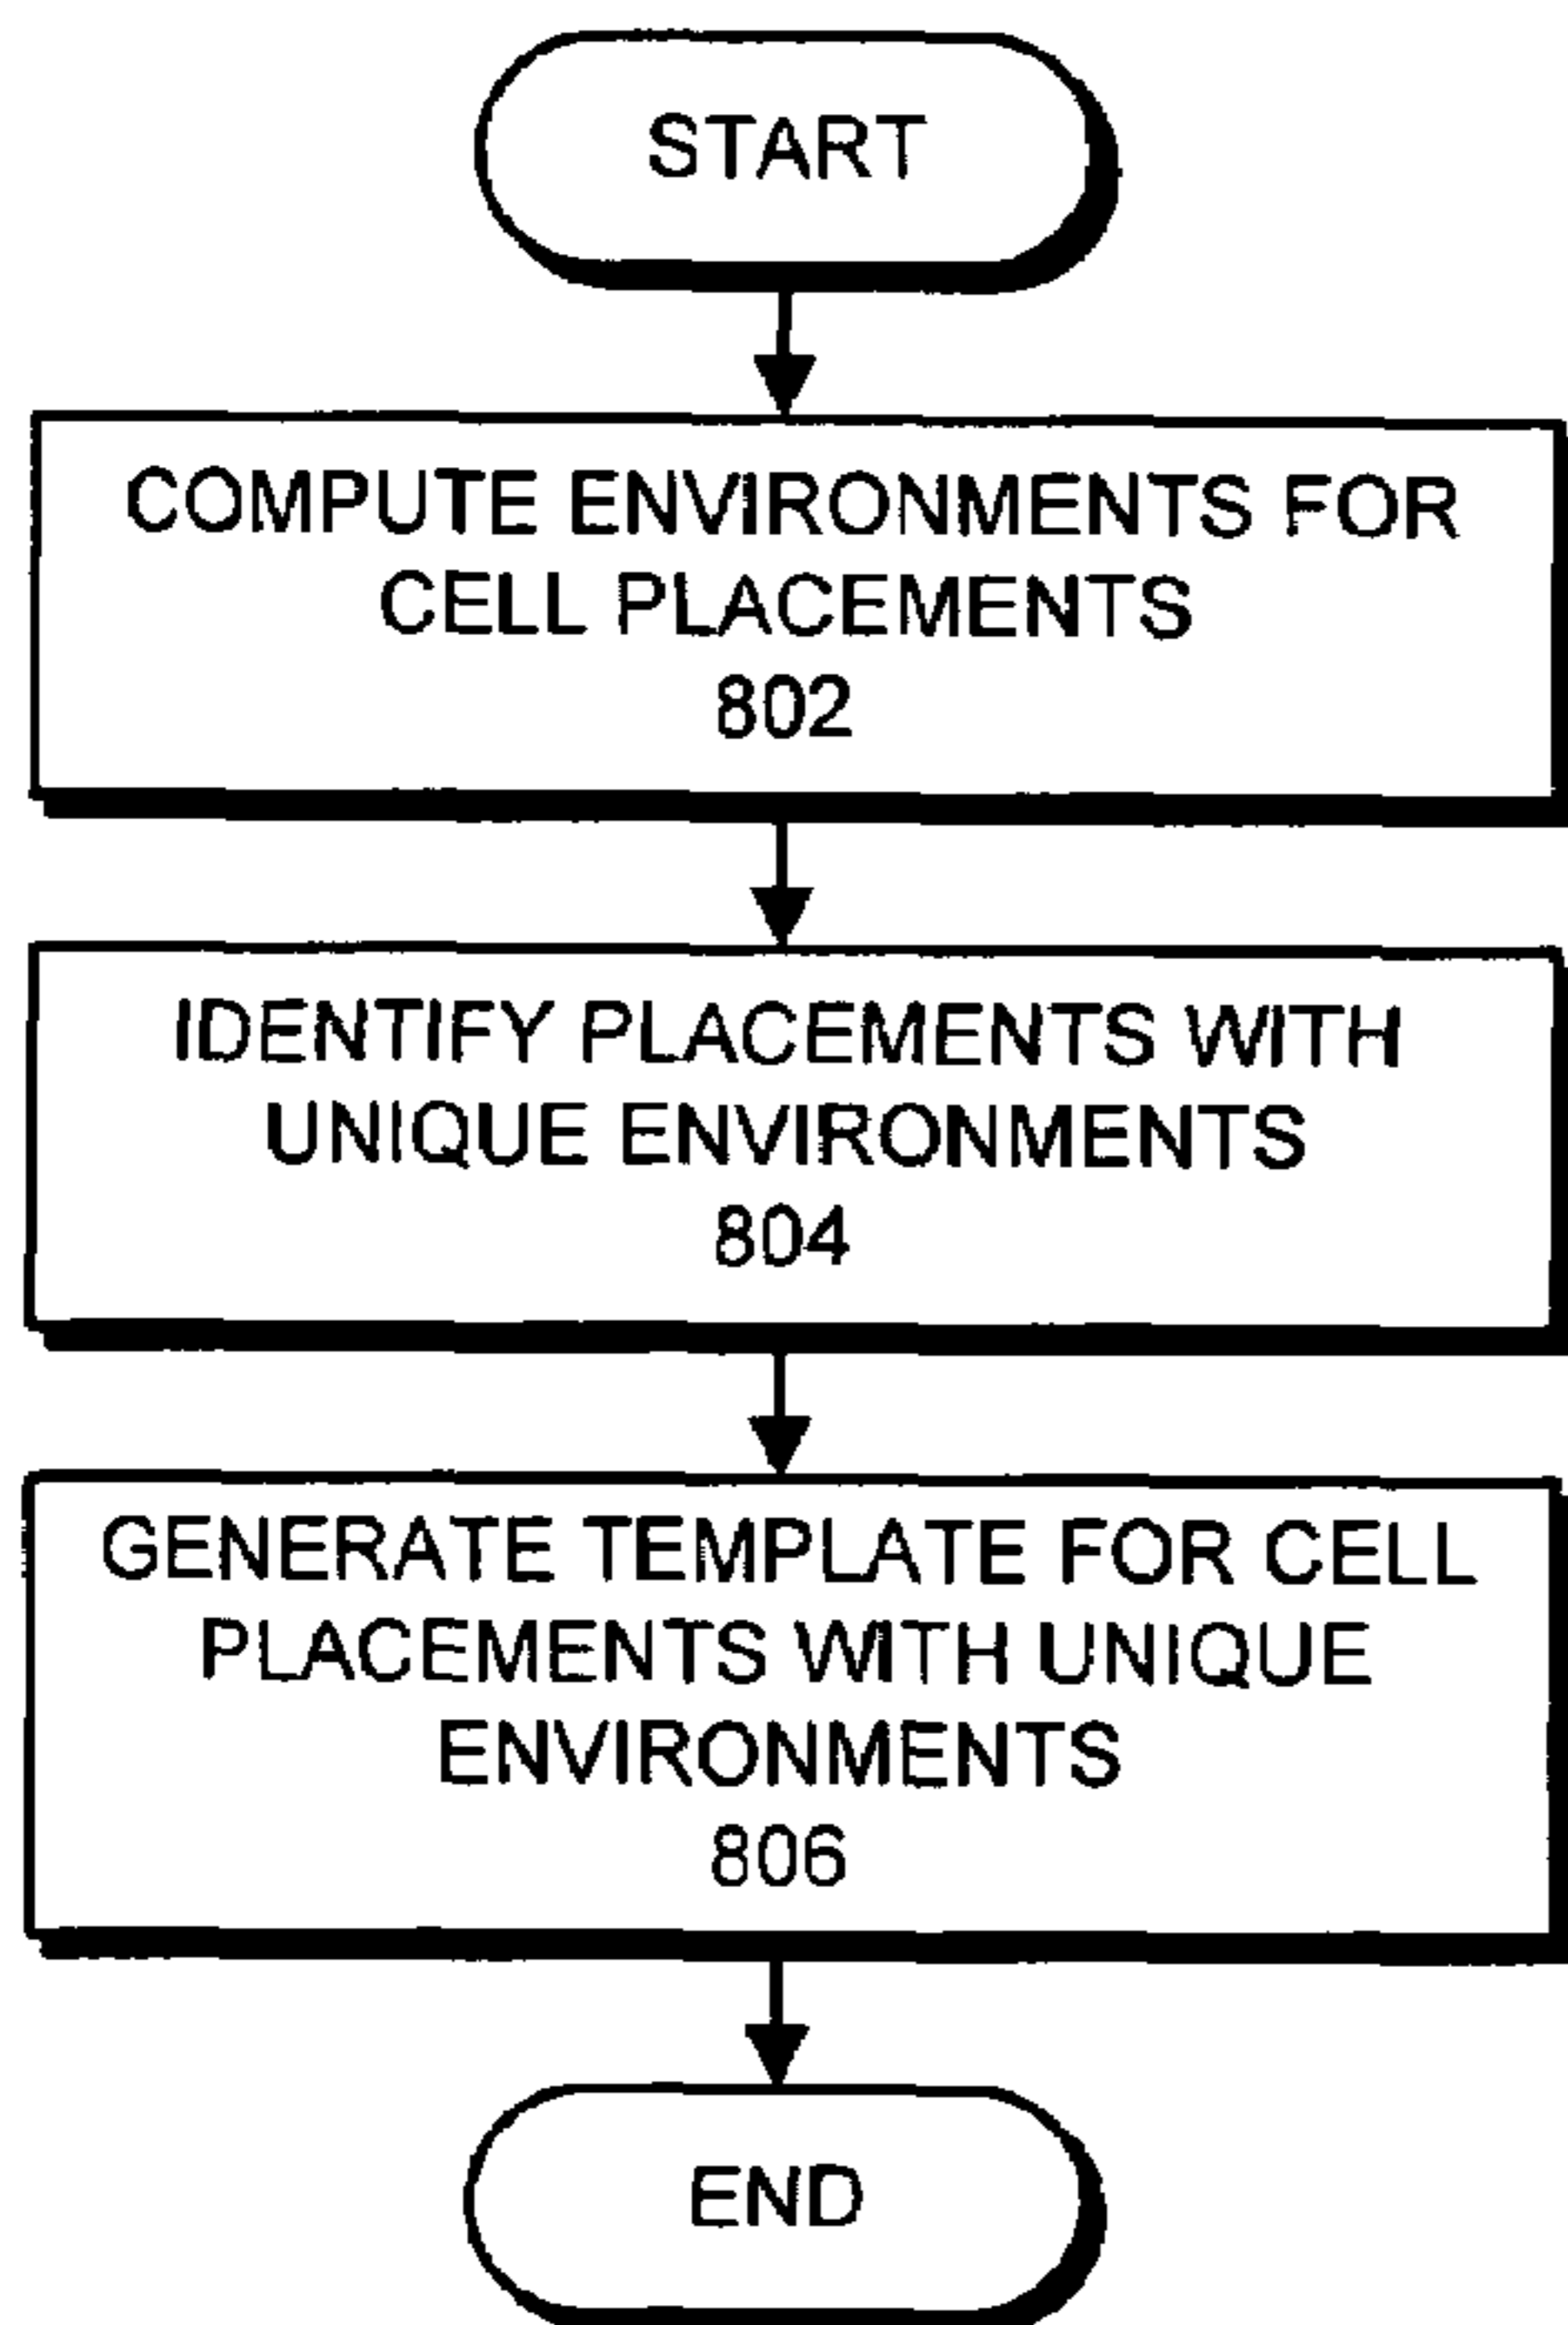 START
COMPUTE ENVIRONMENTS FOR
CELL PLACEMENTS
802
IDENTIFY PLACEMENTS WITH
UNIQUE ENVIRONMENTS
804
GENERATE TEMPLATE FOR CELL
PLACEMENTS WITH UNIQUE
ENVIRONMENTS
806
END